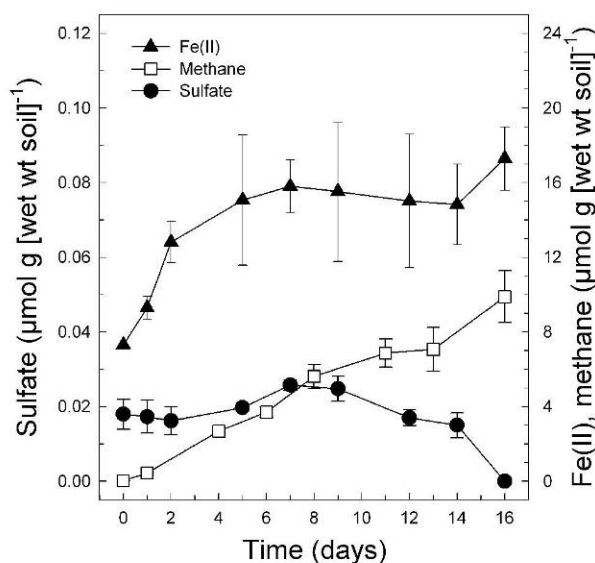 0.12
0.10
0.08
0.06
0.04
0.02
0.00
Sulfate (μmol g [wet wt soil]⁻¹
Fe(II)
Methane
Sulfate
24
20
16
12
8
4
0
Fe(II), methane (μmol g [wet wt soil]⁻¹
0 2 4 6 8 10 12 14 16
Time (days)